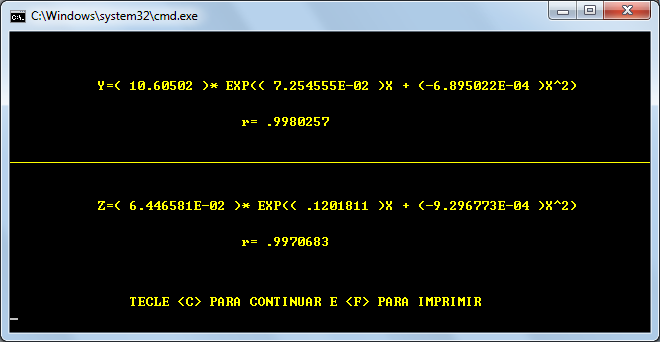 C:\Windows\system32\cmd.exe
Y=( 10.60502 )* EXP(( 7.254555E-02 )X + (-6.895022E-04 )X^2)
r= .9980257
Z=( 6.446581E-02 )* EXP(( .1201811 )X + (-9.296773E-04 )X^2)
r= .9970683
TECLE <C> PARA CONTINUAR E <F> PARA IMPRIMIR